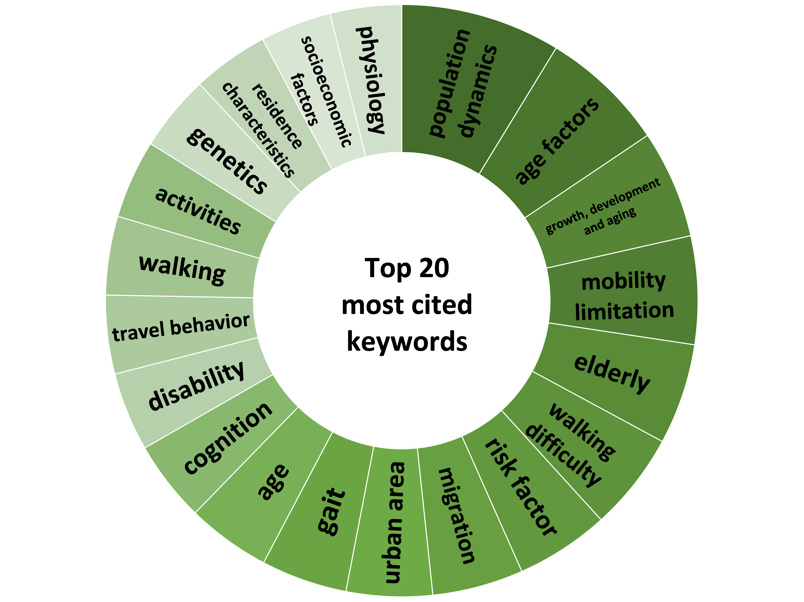 Top 20
most cited
keywords
population
dynamics
age factors
growth, development
and aging
mobility
limitation
elderly
walking
difficulty
risk factor
migration
urban area
gait
age
cognition
disability
travel behavior
walking
activities
genetics
residence
characteristics
socioeconomic
factors
physiology